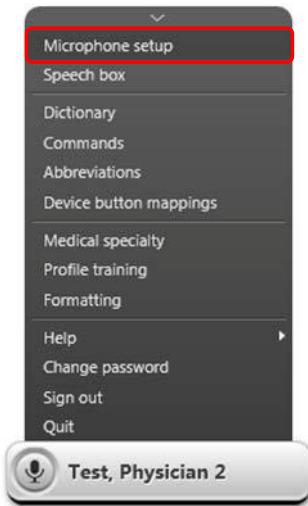 Microphone setup
Speech box
Dictionary
Commands
Abbreviations
Device button mappings
Medical specialty
Profile training
Formatting
Help
Change password
Sign out
Quit
Test, Physician 2